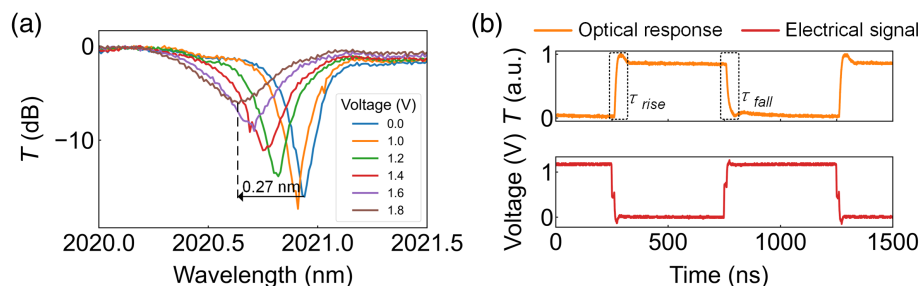 (a)
0
−10
T (dB)
0.27 nm
Voltage (V)
0.0
1.0
1.2
1.4
1.6
1.8
2020.0 2020.5 2021.0 2021.5
Wavelength (nm)
(b)
Optical response Electrical signal
1
0
T (a.u.)
τ rise
τ fall
1
0
Voltage (V)
0 500 1000 1500
Time (ns)